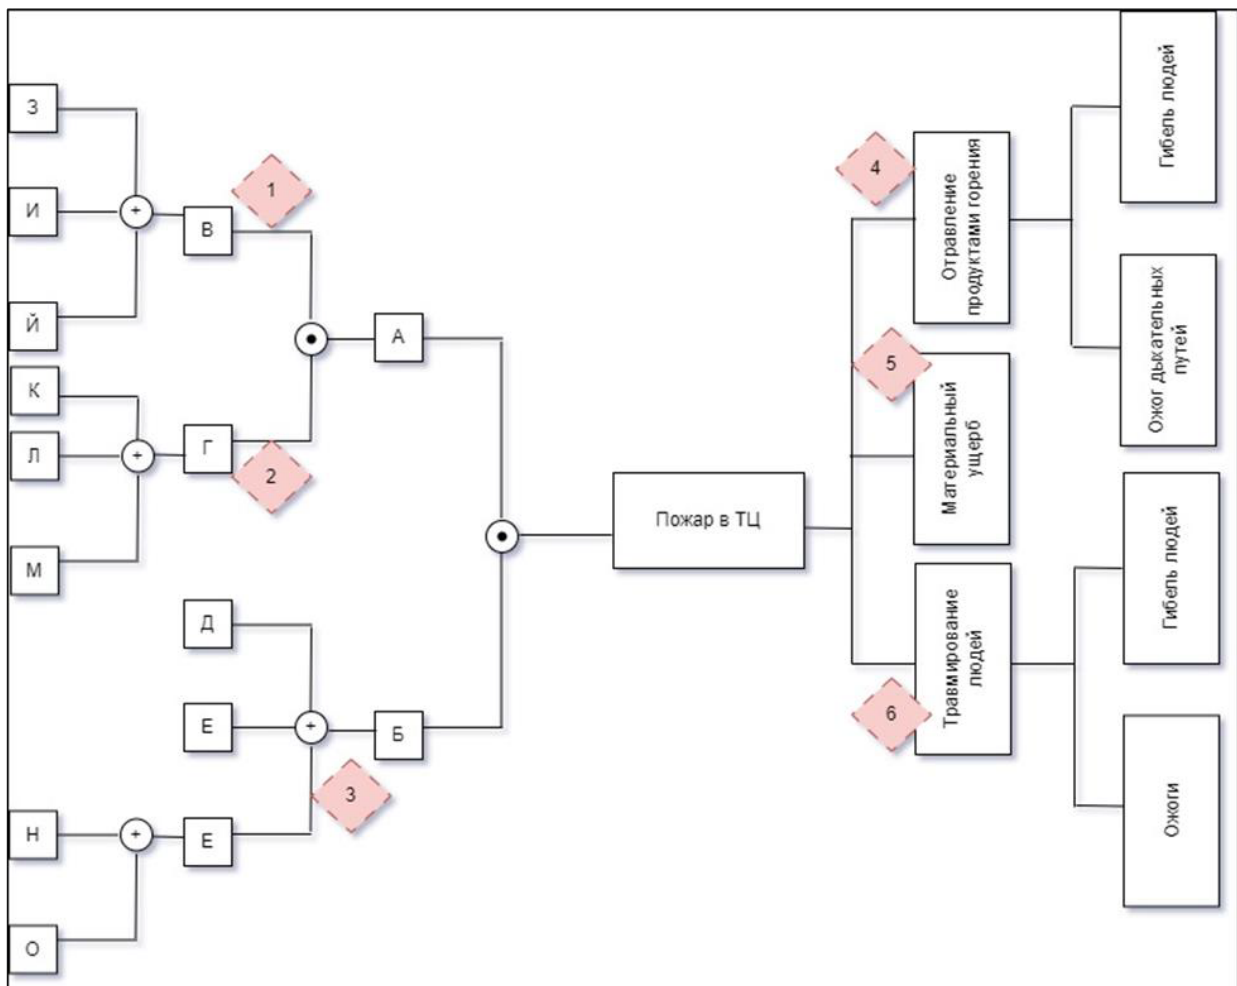 З
И
Й
К
Л
М
Н
О
В
Г
Д
Е
Е
1
2
3
А
Б
+
+
+
+
Пожар в ТЦ
4
5
6
Отравление
продуктами горения
Материальный
ущерб
Травмирование
людей
Гибель людей
Ожог дыхательных
путей
Гибель людей
Ожоги